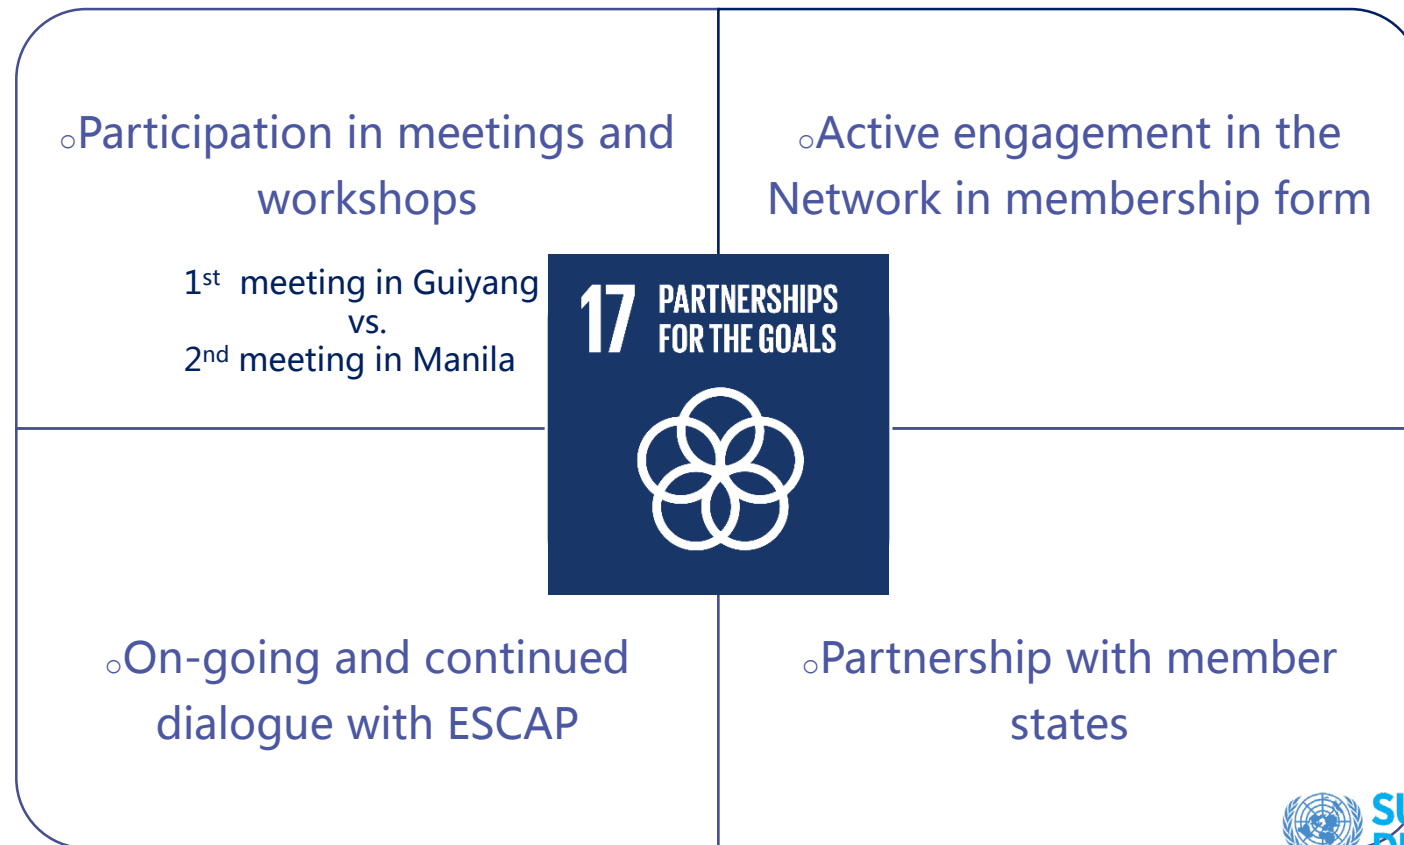 ○Participation in meetings and
workshops
1st meeting in Guiyang
vs.
2nd meeting in Manila
○Active engagement in the
Network in membership form
17 PARTNERSHIPS
FOR THE GOALS
○On-going and continued
dialogue with ESCAP
○Partnership with member
states